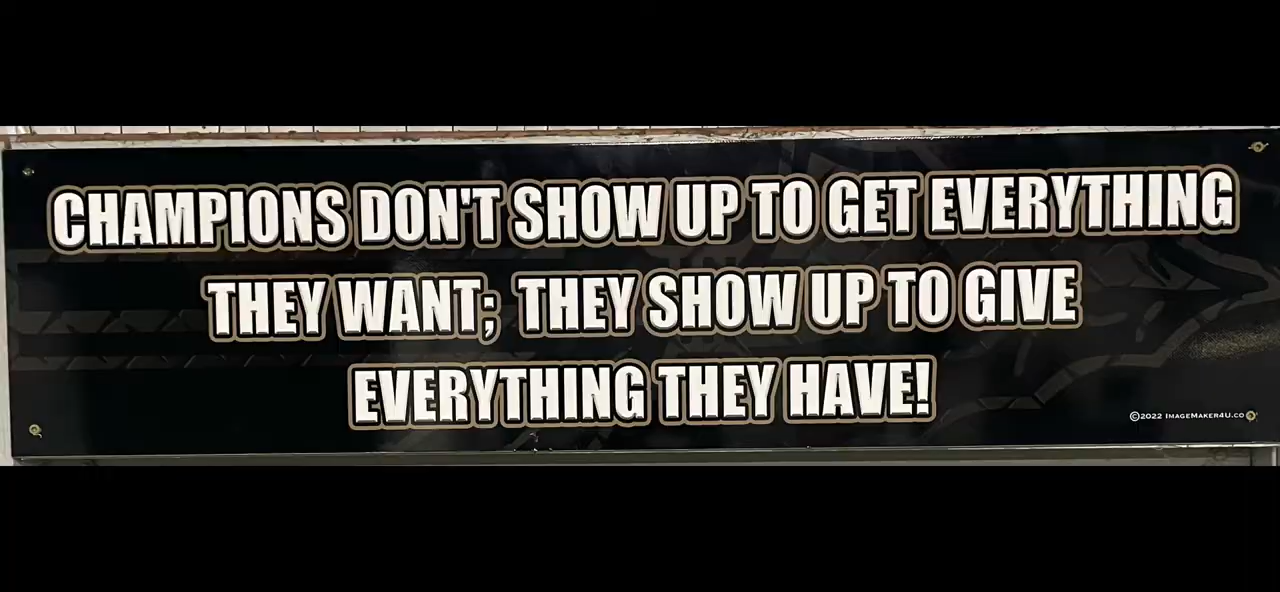 CHAMPIONS DON'T SHOW UP TO GET EVERYTHING
THEY WANT; THEY SHOW UP TO GIVE
EVERYTHING THEY HAVE!
©2022 IMAGEMAKER4U.CO